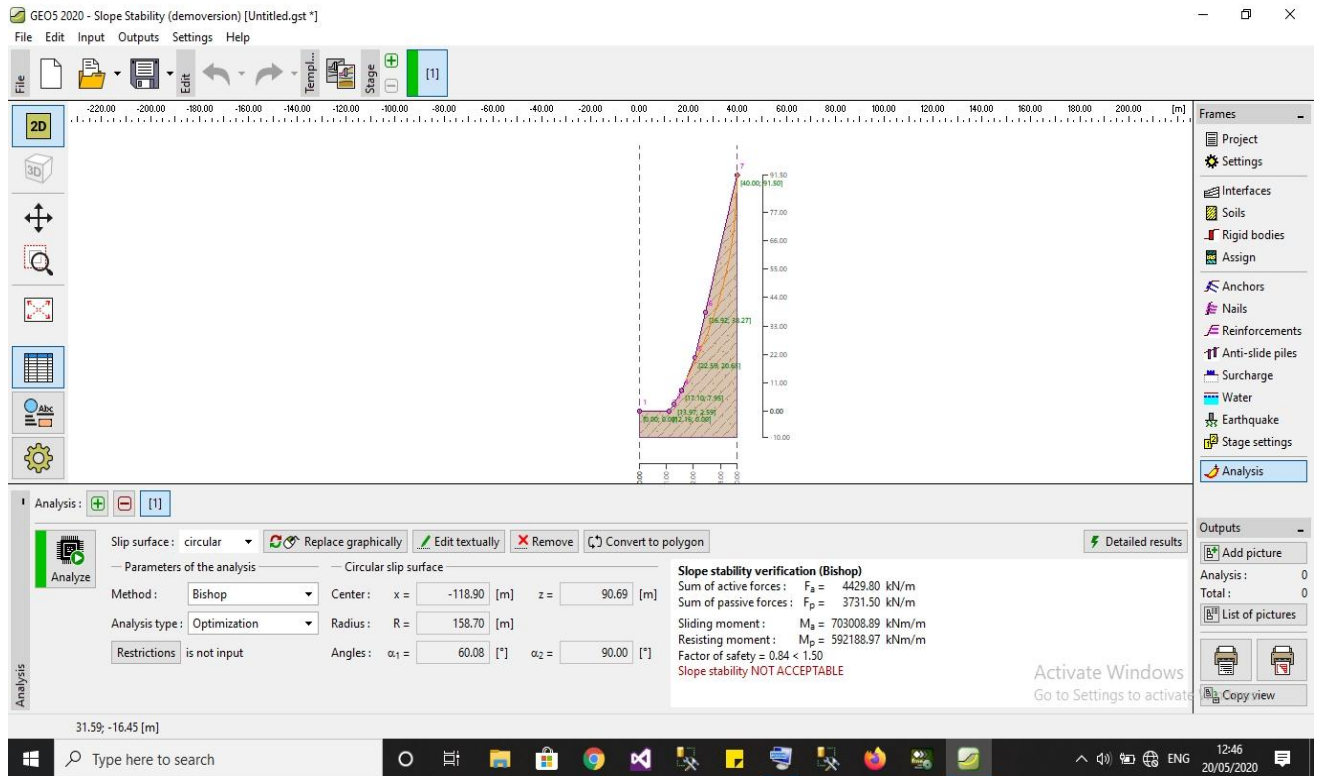 GEO5 2020 - Slope Stability (demoversion) [Untitled.gst *]
File Edit Input Outputs Settings Help
File
Edit
Templ...
Stage
[1]
-220.00 -200.00 -180.00 -160.00 -140.00 -120.00 -100.00 -80.00 -60.00 -40.00 -20.00 0.00 20.00 40.00 60.00 80.00 100.00 120.00 140.00 160.00 180.00 200.00 [m]
2D
3D
Abc
7
[40.00; 91.50]
[22.59; 20.65]
[17.10; 7.95]
[13.97; 2.59]
1
91.50
77.00
66.00
55.00
44.00
33.00
22.00
11.00
0.00
-10.00
Frames
Project
Settings
Interfaces
Soils
Rigid bodies
Assign
Anchors
Nails
Reinforcements
Anti-slide piles
Surcharge
Water
Earthquake
Stage settings
Analysis
Analysis : [1]
Analysis
Analyze
Slip surface : circular Replace graphically Edit textually Remove Convert to polygon Detailed results
Parameters of the analysis
Method : Bishop
Analysis type : Optimization
Restrictions is not input
Circular slip surface
Center : x = -118.90 [m] z = 90.69 [m]
Radius : R = 158.70 [m]
Angles : α1 = 60.08 [°] α2 = 90.00 [°]
Slope stability verification (Bishop)
Sum of active forces : Fa = 4429.80 kN/m
Sum of passive forces : Fp = 3731.50 kN/m
Sliding moment : Ma = 703008.89 kNm/m
Resisting moment : Mp = 592188.97 kNm/m
Factor of safety = 0.84 < 1.50
Slope stability NOT ACCEPTABLE
Outputs
Add picture
Analysis : 0
Total : 0
List of pictures
Copy view
Activate Windows
Go to Settings to activate
31.59; -16.45 [m]
Type here to search
ENG
12:46
20/05/2020